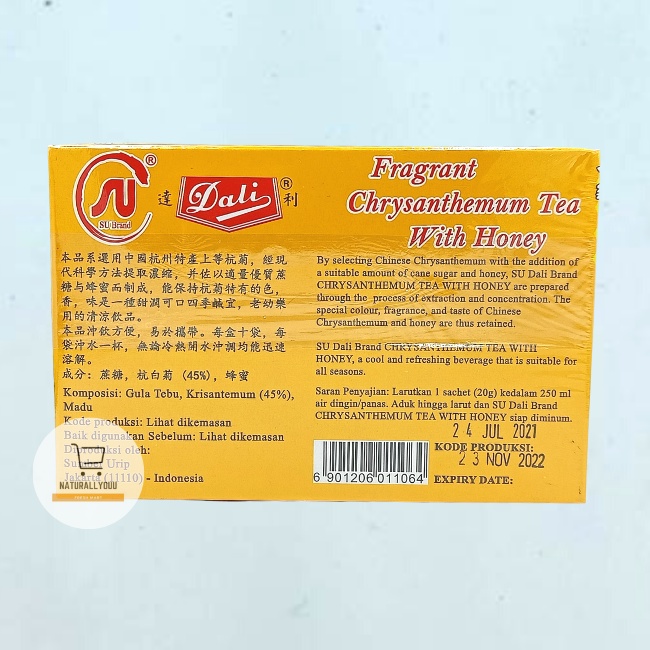 SU Brand
®
達
Dali
®
利
Fragrant
Chrysanthemum Tea
With Honey
本品系選用中國杭州特產上等杭菊，經現
代科學方法提取濃縮，并佐以適量優質蔗
糖与蜂蜜而制成，能保持杭菊特有的色，
香，味是一種甜潤可口四季鹹宜，老幼樂
用的清涼飲品。
本品沖飲方便，易於攜帶。每盒十袋，每
袋沖水一杯，無論冷熱開水沖調均能迅速
溶解。
成分：蔗糖，杭白菊 (45%)，蜂蜜
Komposisi: Gula Tebu, Krisantemum (45%),
Madu
Kode produksi: Lihat dikemasan
Baik digunakan Sebelum: Lihat dikemasan
Diproduksi oleh:
Sumber Urip
Jakarta (11110) - Indonesia
By selecting Chinese Chrysanthemum with the addition of
a suitable amount of cane sugar and honey, SU Dali Brand
CHRYSANTHEMUM TEA WITH HONEY are prepared
through the process of extraction and concentration. The
special colour, fragrance, and taste of Chinese
Chrysanthemum and honey are thus retained.
SU Dali Brand CHRYSANTHEMUM TEA WITH
HONEY, a cool and refreshing beverage that is suitable for
all seasons.
Saran Penyajian: Larutkan 1 sachet (20g) kedalam 250 ml
air dingin/panas. Aduk hingga larut dan SU Dali Brand
CHRYSANTHEMUM TEA WITH HONEY siap diminum.
24 JUL 2021
KODE PRODUKSI:
23 NOV 2022
EXPIRY DATE:
6 901206 011064
NATURALLYOUU